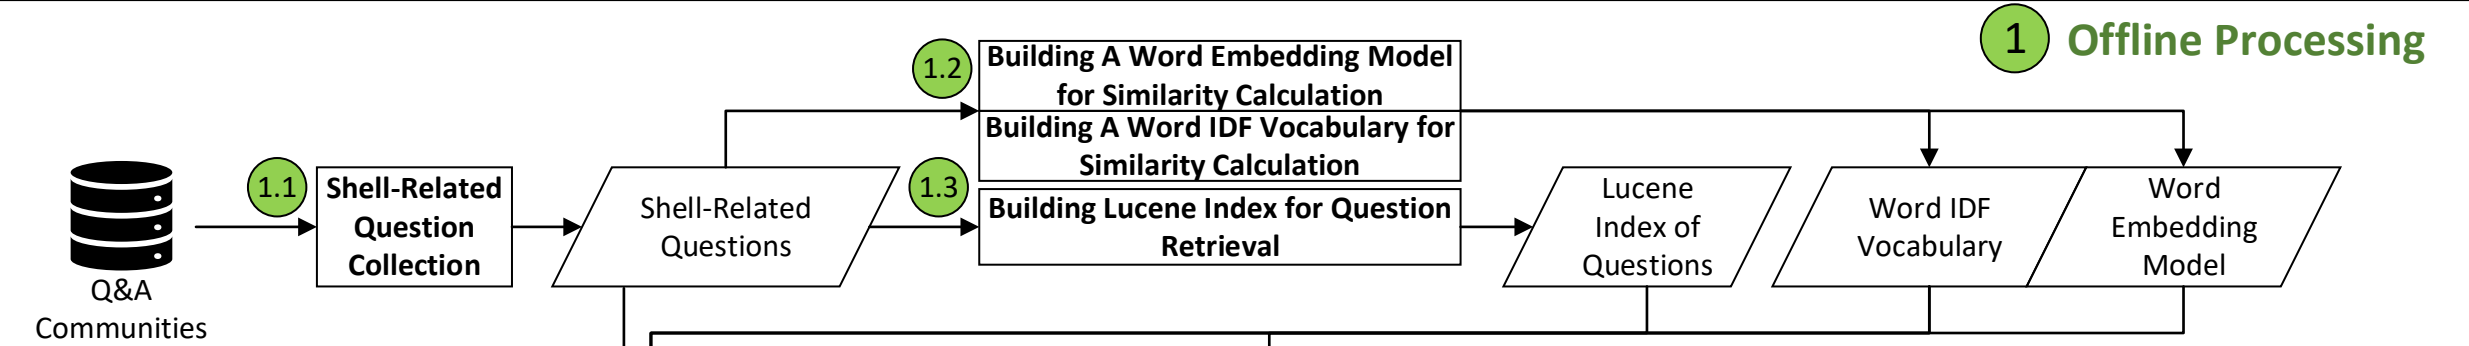 1 Offline Processing
1.2
Building A Word Embedding Model
for Similarity Calculation
Building A Word IDF Vocabulary for
Similarity Calculation
1.1
Shell-Related
Question
Collection
Shell-Related
Questions
1.3
Building Lucene Index for Question
Retrieval
Lucene
Index of
Questions
Word IDF
Vocabulary
Word
Embedding
Model
Q&A
Communities